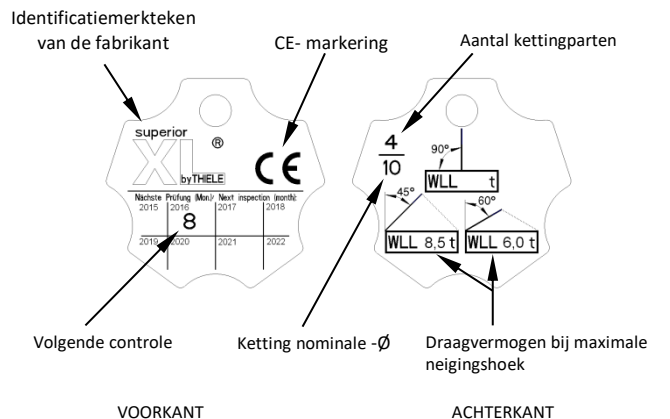 Identificatiemerkteken
van de fabrikant
CE- markering
Aantal kettingparten
superior
XL®
by THIELE
CE
Nächste Prüfung (Mon.)/ Next inspection (month):
2015 2016 2017 2018
8
2019 2020 2021 2022
4
10
90°
WLL t
45°
60°
WLL 8,5 t
WLL 6,0 t
Volgende controle
Ketting nominale -Ø
Draagvermogen bij maximale
neigingshoek
VOORKANT
ACHTERKANT